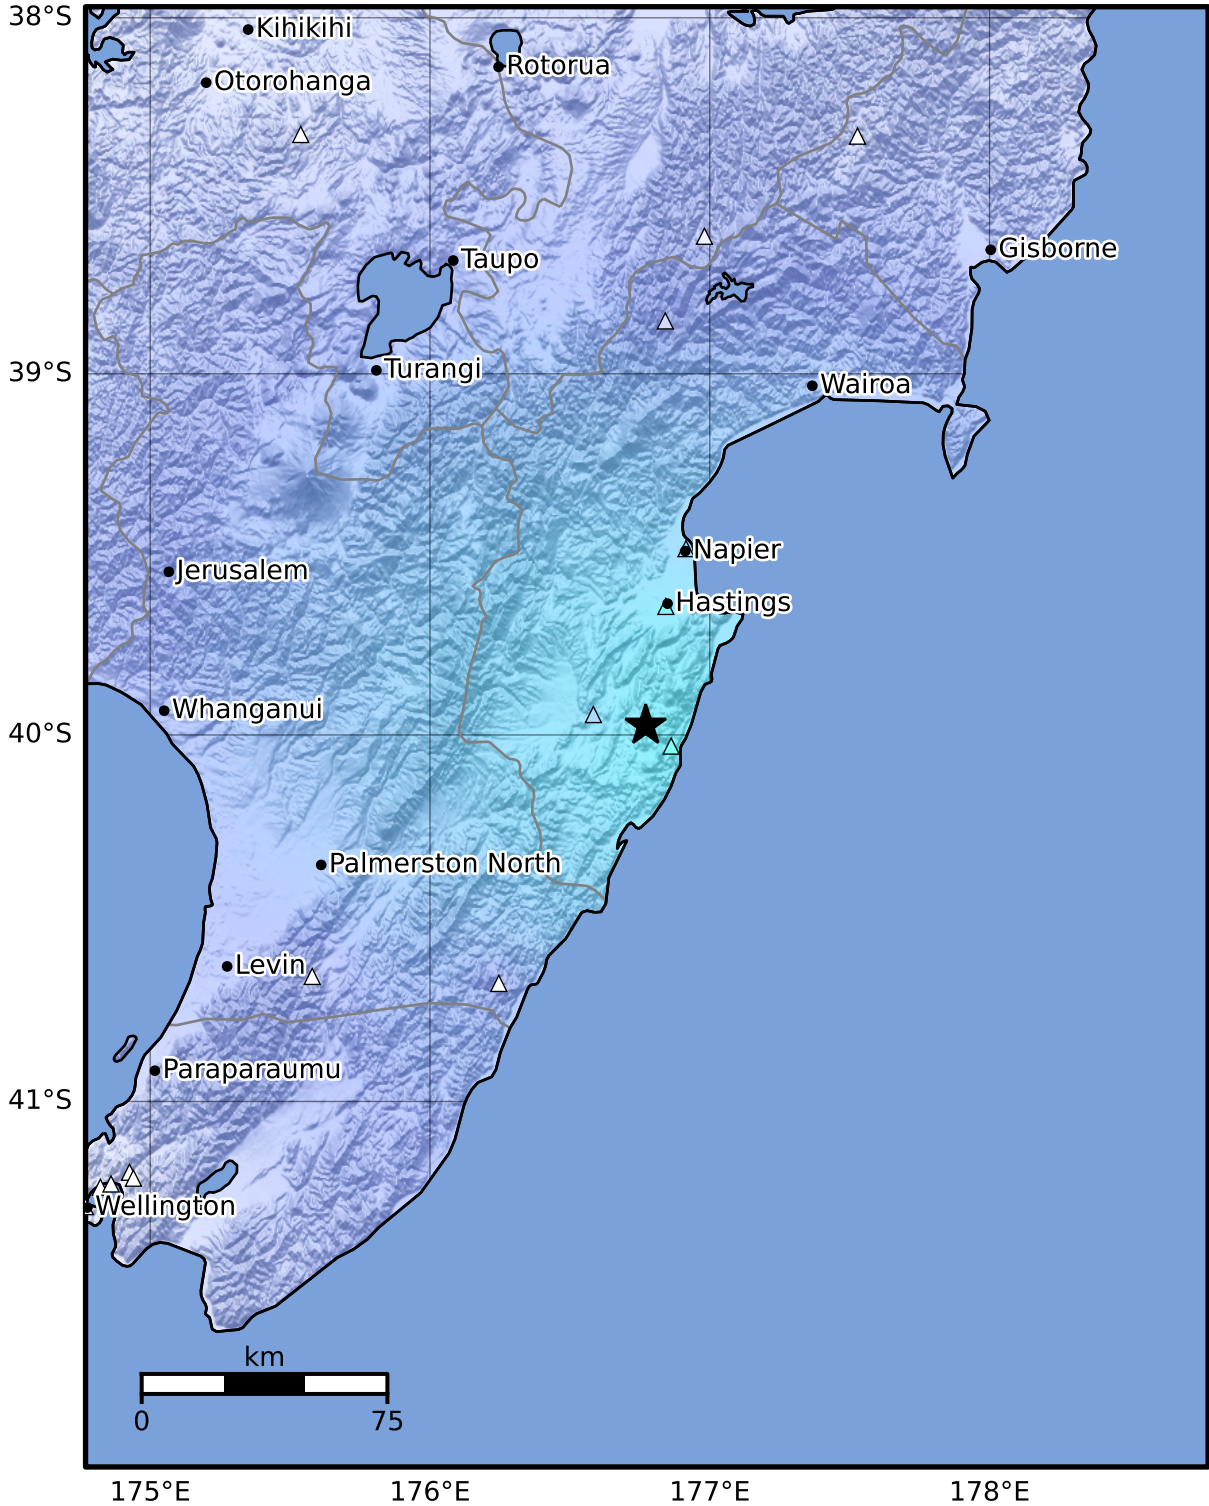 38°S
Kihikihi
Rotorua
Otorohanga
Gisborne
Taupo
39°S
Turangi
Wairoa
Napier
Jerusalem
Hastings
Whanganui
40°S
Palmerston North
Levin
Paraparaumu
41°S
Wellington
km
0 75
175°E 176°E 177°E 178°E